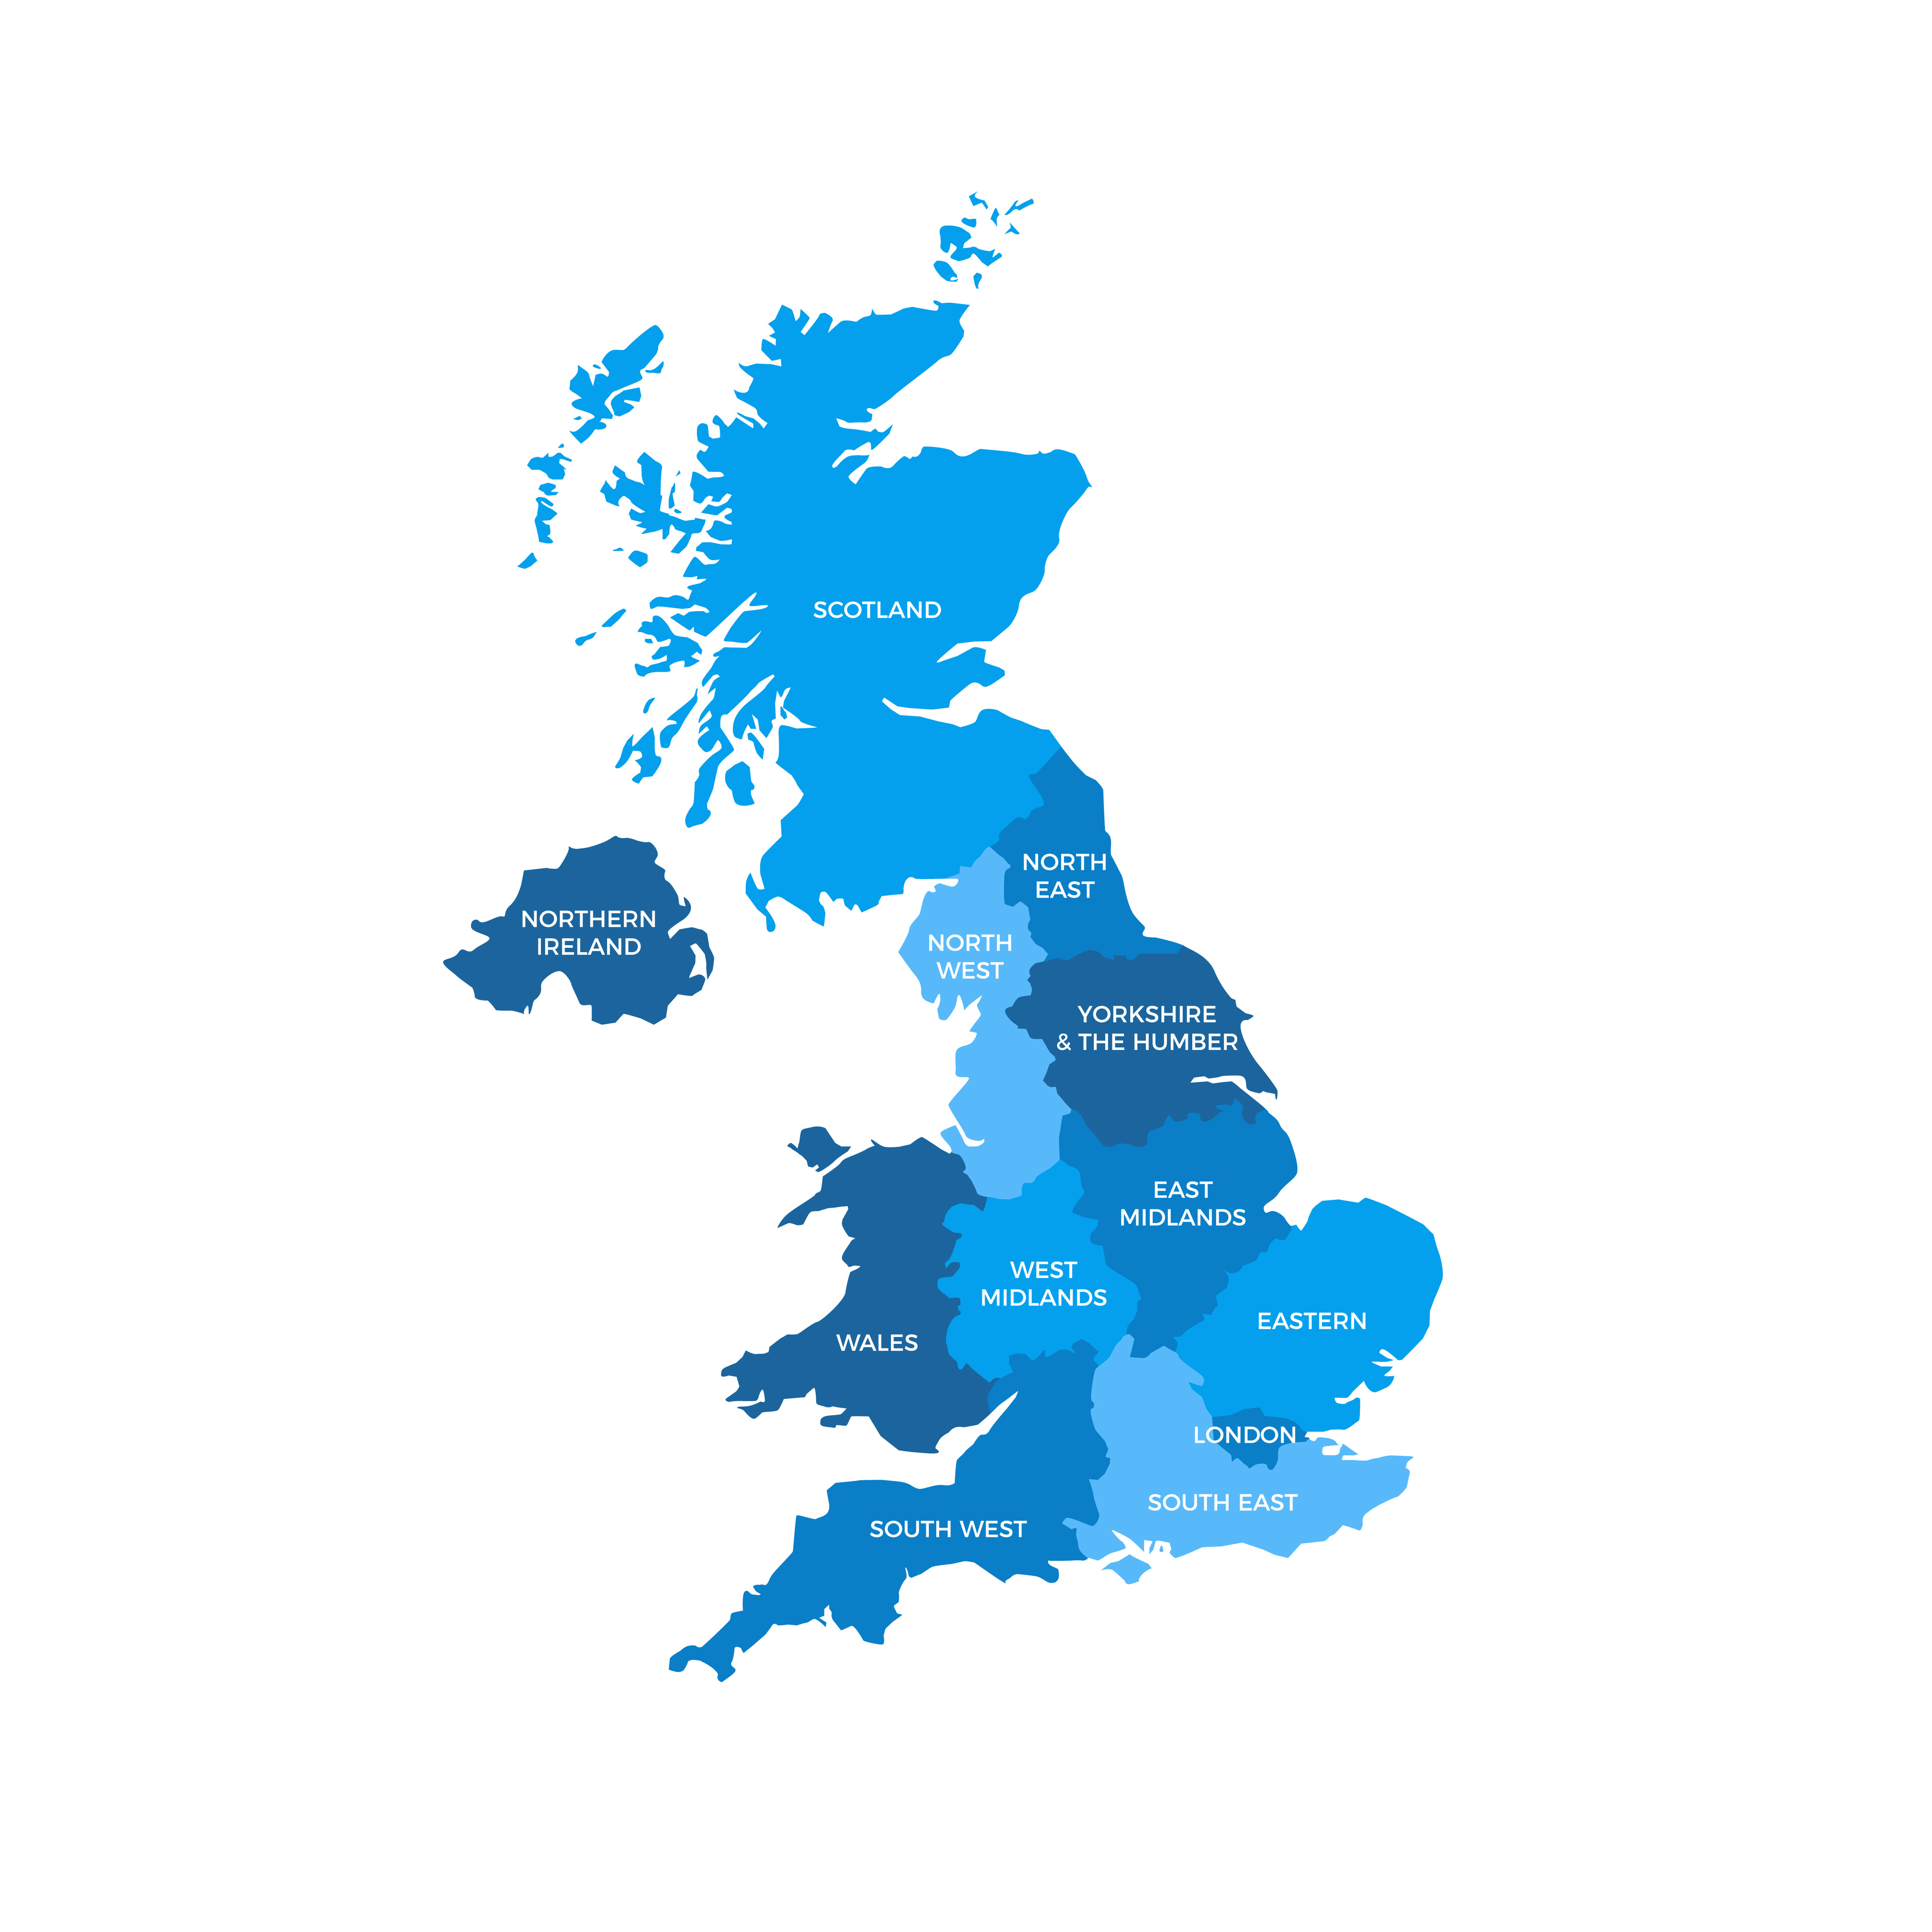 SCOTLAND
NORTH
EAST
NORTHERN
IRELAND
NORTH
WEST
YORKSHIRE
& THE HUMBER
EAST
MIDLANDS
WEST
MIDLANDS
EASTERN
WALES
LONDON
SOUTH EAST
SOUTH WEST